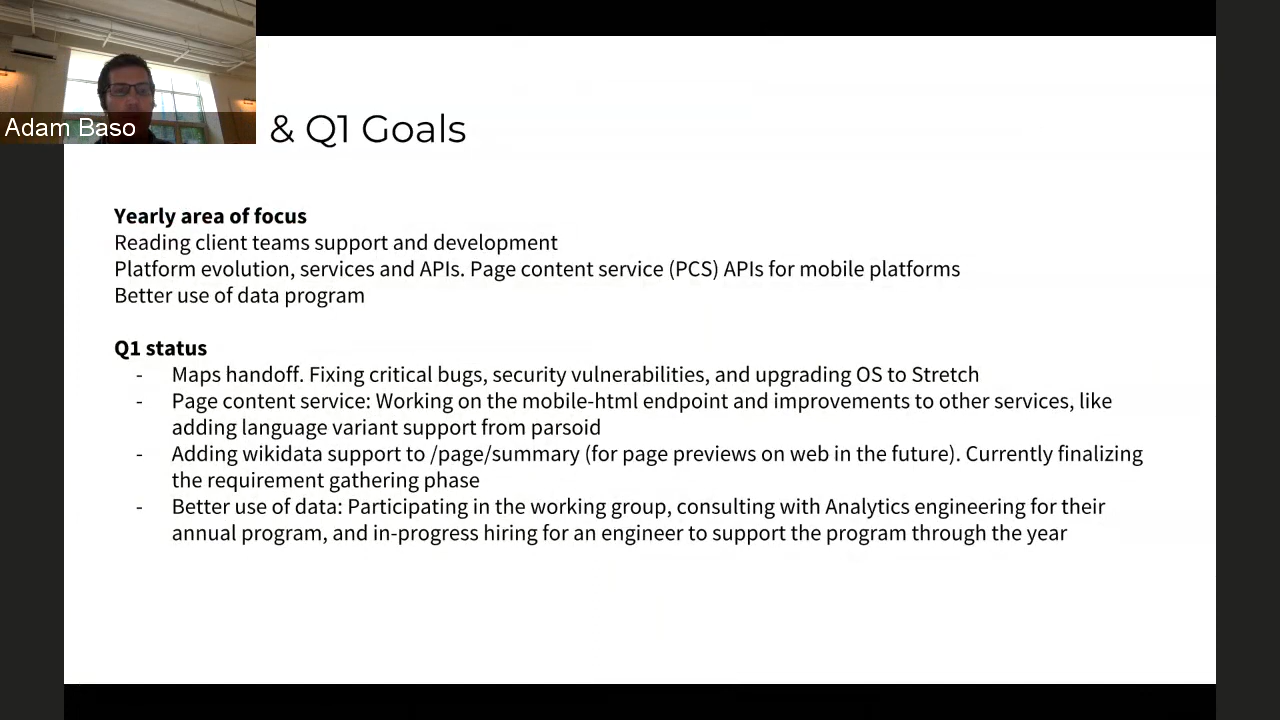 Adam Baso
& Q1 Goals
Yearly area of focus
Reading client teams support and development
Platform evolution, services and APIs. Page content service (PCS) APIs for mobile platforms
Better use of data program
Q1 status
- Maps handoff. Fixing critical bugs, security vulnerabilities, and upgrading OS to Stretch
- Page content service: Working on the mobile-html endpoint and improvements to other services, like
adding language variant support from parsoid
- Adding wikidata support to /page/summary (for page previews on web in the future). Currently finalizing
the requirement gathering phase
- Better use of data: Participating in the working group, consulting with Analytics engineering for their
annual program, and in-progress hiring for an engineer to support the program through the year